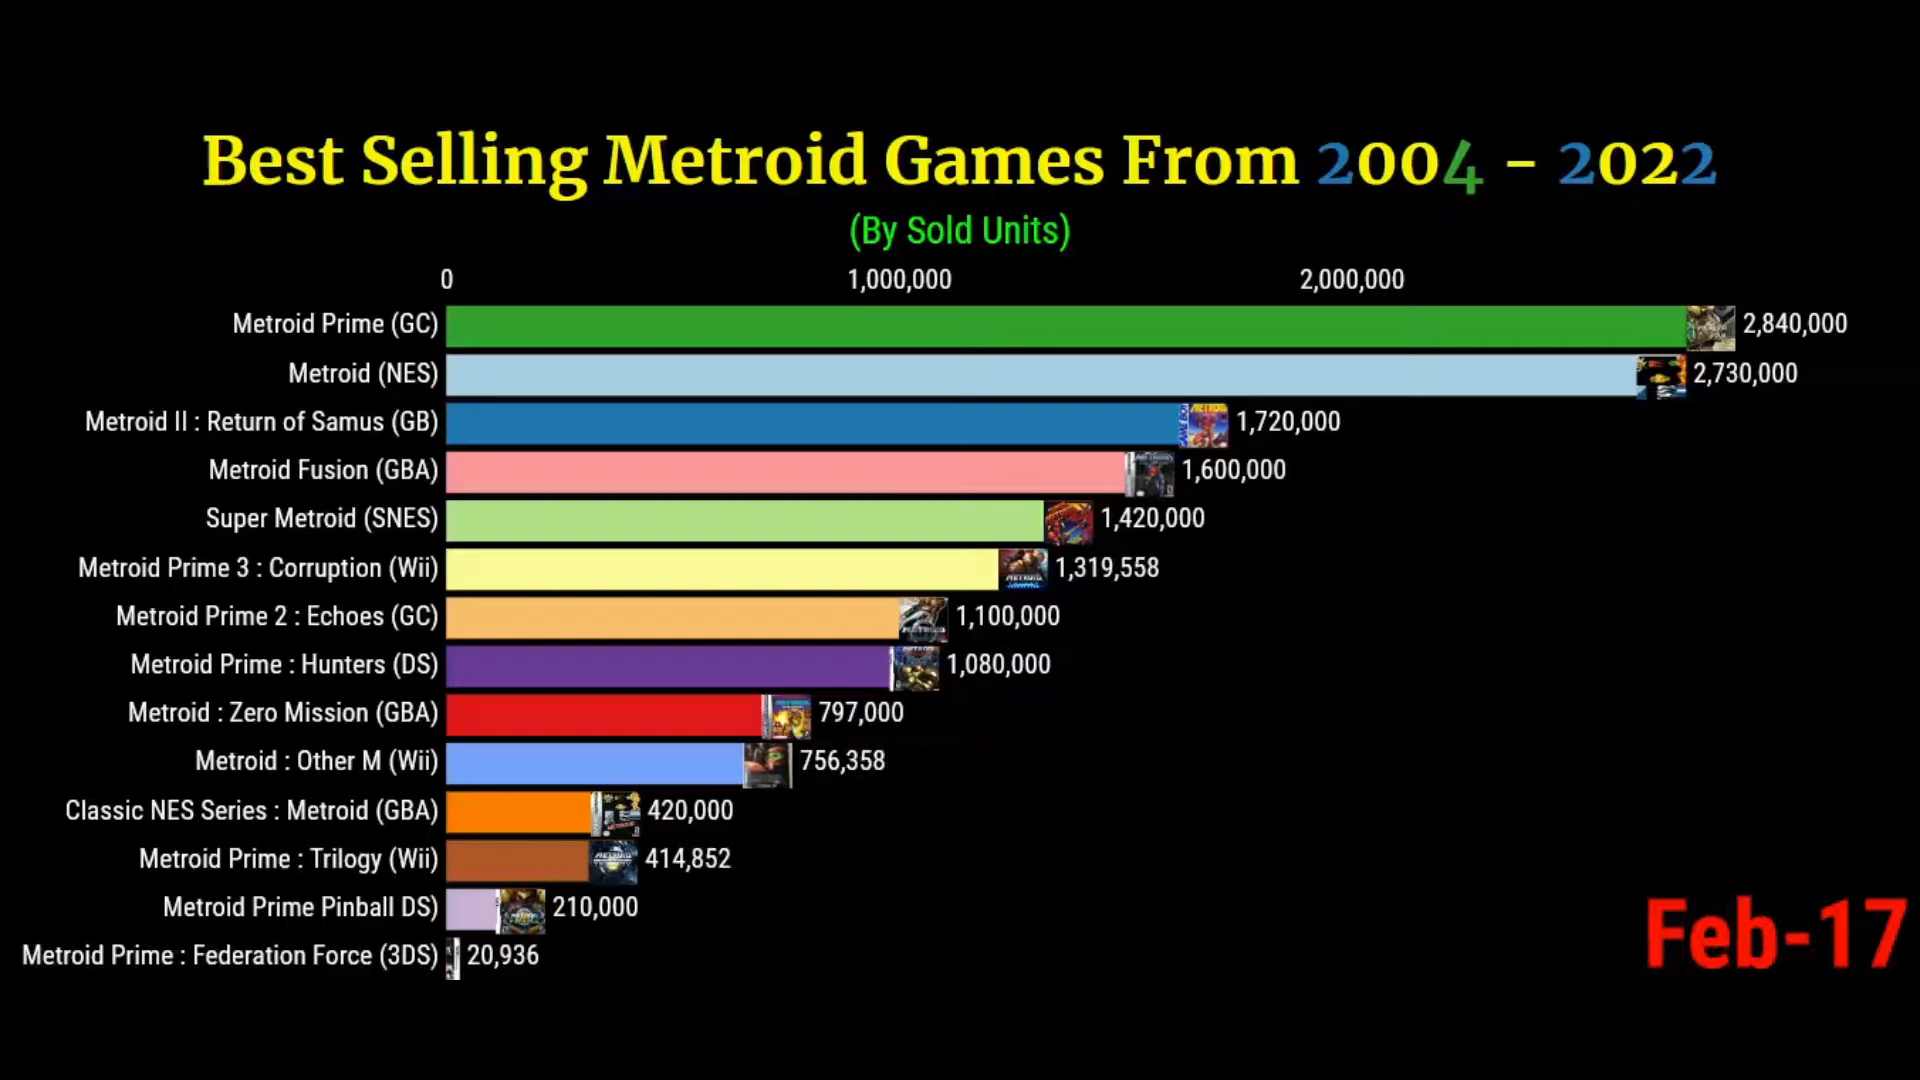 Best Selling Metroid Games From 2004 - 2022
(By Sold Units)
0 1,000,000 2,000,000
Metroid Prime (GC) 2,840,000
Metroid (NES) 2,730,000
Metroid II : Return of Samus (GB) 1,720,000
Metroid Fusion (GBA) 1,600,000
Super Metroid (SNES) 1,420,000
Metroid Prime 3 : Corruption (Wii) 1,319,558
Metroid Prime 2 : Echoes (GC) 1,100,000
Metroid Prime : Hunters (DS) 1,080,000
Metroid : Zero Mission (GBA) 797,000
Metroid : Other M (Wii) 756,358
Classic NES Series : Metroid (GBA) 420,000
Metroid Prime : Trilogy (Wii) 414,852
Metroid Prime Pinball DS) 210,000
Metroid Prime : Federation Force (3DS) 20,936
Feb-17